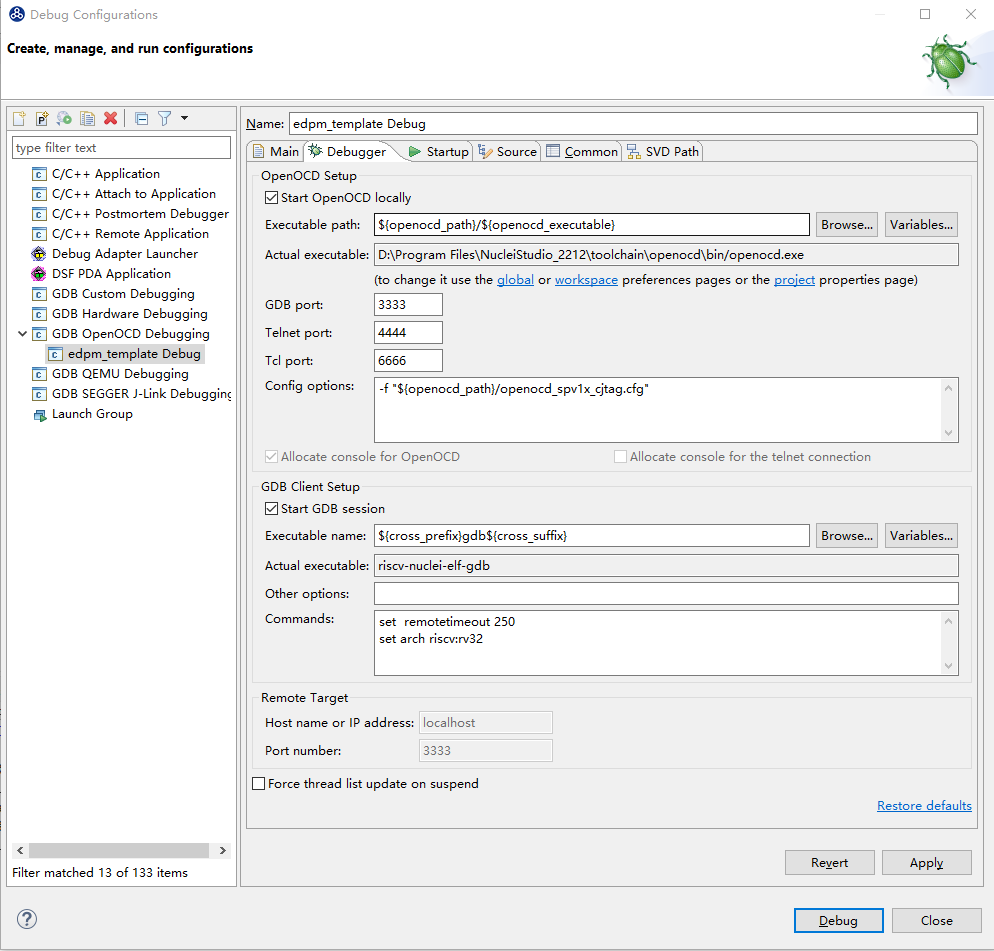 Debug Configurations
Create, manage, and run configurations
type filter text
C/C++ Application
C/C++ Attach to Application
C/C++ Postmortem Debugger
C/C++ Remote Application
Debug Adapter Launcher
DSF PDA Application
GDB Custom Debugging
GDB Hardware Debugging
GDB OpenOCD Debugging
edpm_template Debug
GDB QEMU Debugging
GDB SEGGER J-Link Debugging
Launch Group
Filter matched 13 of 133 items
Name: edpm_template Debug
Main Debugger Startup Source Common SVD Path
OpenOCD Setup
Start OpenOCD locally
Executable path: ${openocd_path}/${openocd_executable} Browse... Variables...
Actual executable: D:\Program Files\NucleiStudio_2212\toolchain\openocd\bin/openocd.exe
(to change it use the global or workspace preferences pages or the project properties page)
GDB port: 3333
Telnet port: 4444
Tcl port: 6666
Config options: -f "${openocd_path}/openocd_spv1x_cjtag.cfg"
Allocate console for OpenOCD Allocate console for the telnet connection
GDB Client Setup
Start GDB session
Executable name: ${cross_prefix}gdb${cross_suffix} Browse... Variables...
Actual executable: riscv-nuclei-elf-gdb
Other options:
Commands: set remotetimeout 250
set arch riscv:rv32
Remote Target
Host name or IP address: localhost
Port number: 3333
Force thread list update on suspend
Restore defaults
Revert Apply
? Debug Close